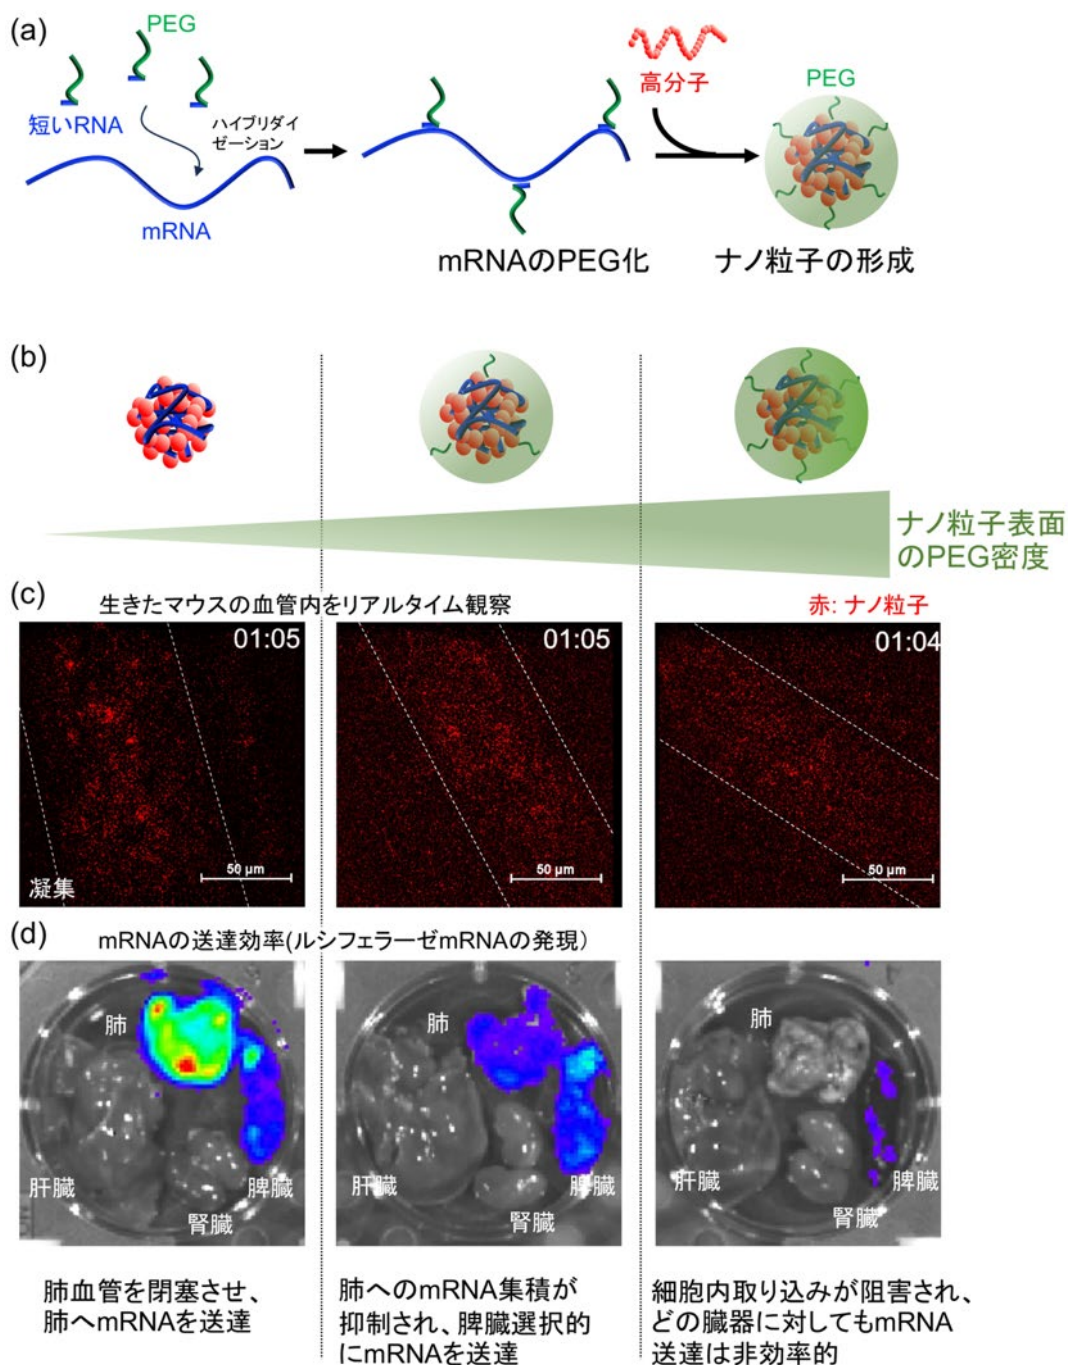 (a)
PEG
短いRNA
ハイブリダイ
ゼーション
mRNA
高分子
PEG
mRNAのPEG化
ナノ粒子の形成
(b)
ナノ粒子表面
のPEG密度
(c)
生きたマウスの血管内をリアルタイム観察
赤: ナノ粒子
01:05
50 µm
凝集
01:05
50 µm
01:04
50 µm
(d)
mRNAの送達効率(ルシフェラーゼmRNAの発現)
肺
肝臓
脾臓
腎臓
肺
肝臓
脾臓
腎臓
肺
肝臓
脾臓
腎臓
肺血管を閉塞させ、
肺へmRNAを送達
肺へのmRNA集積が
抑制され、脾臓選択的
にmRNAを送達
細胞内取り込みが阻害され、
どの臓器に対してもmRNA
送達は非効率的